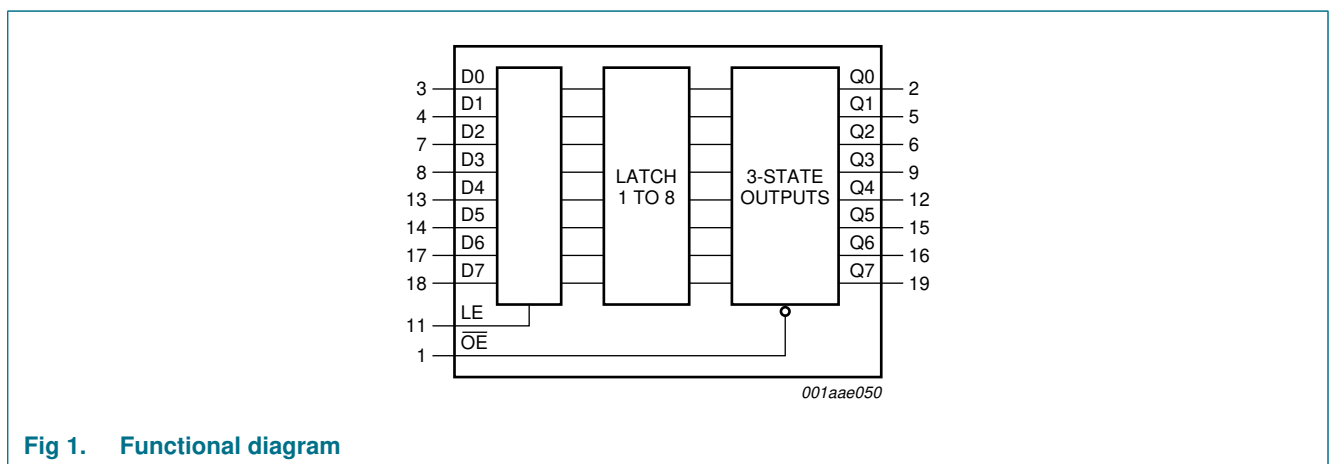 3 D0 Q0 2
4 D1 Q1 5
7 D2 Q2 6
8 D3 Q3 9
13 D4 Q4 12
14 D5 Q5 15
17 D6 Q6 16
18 D7 Q7 19
LATCH
1 TO 8
3-STATE
OUTPUTS
11 LE
1 O̅E̅
001aae050
Fig 1. Functional diagram